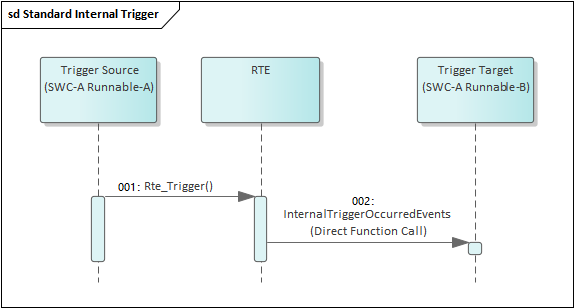 sd Standard Internal Trigger
Trigger Source
(SWC-A Runnable-A)
RTE
Trigger Target
(SWC-A Runnable-B)
001: Rte_Trigger()
002:
InternalTriggerOccurredEvents
(Direct Function Call)